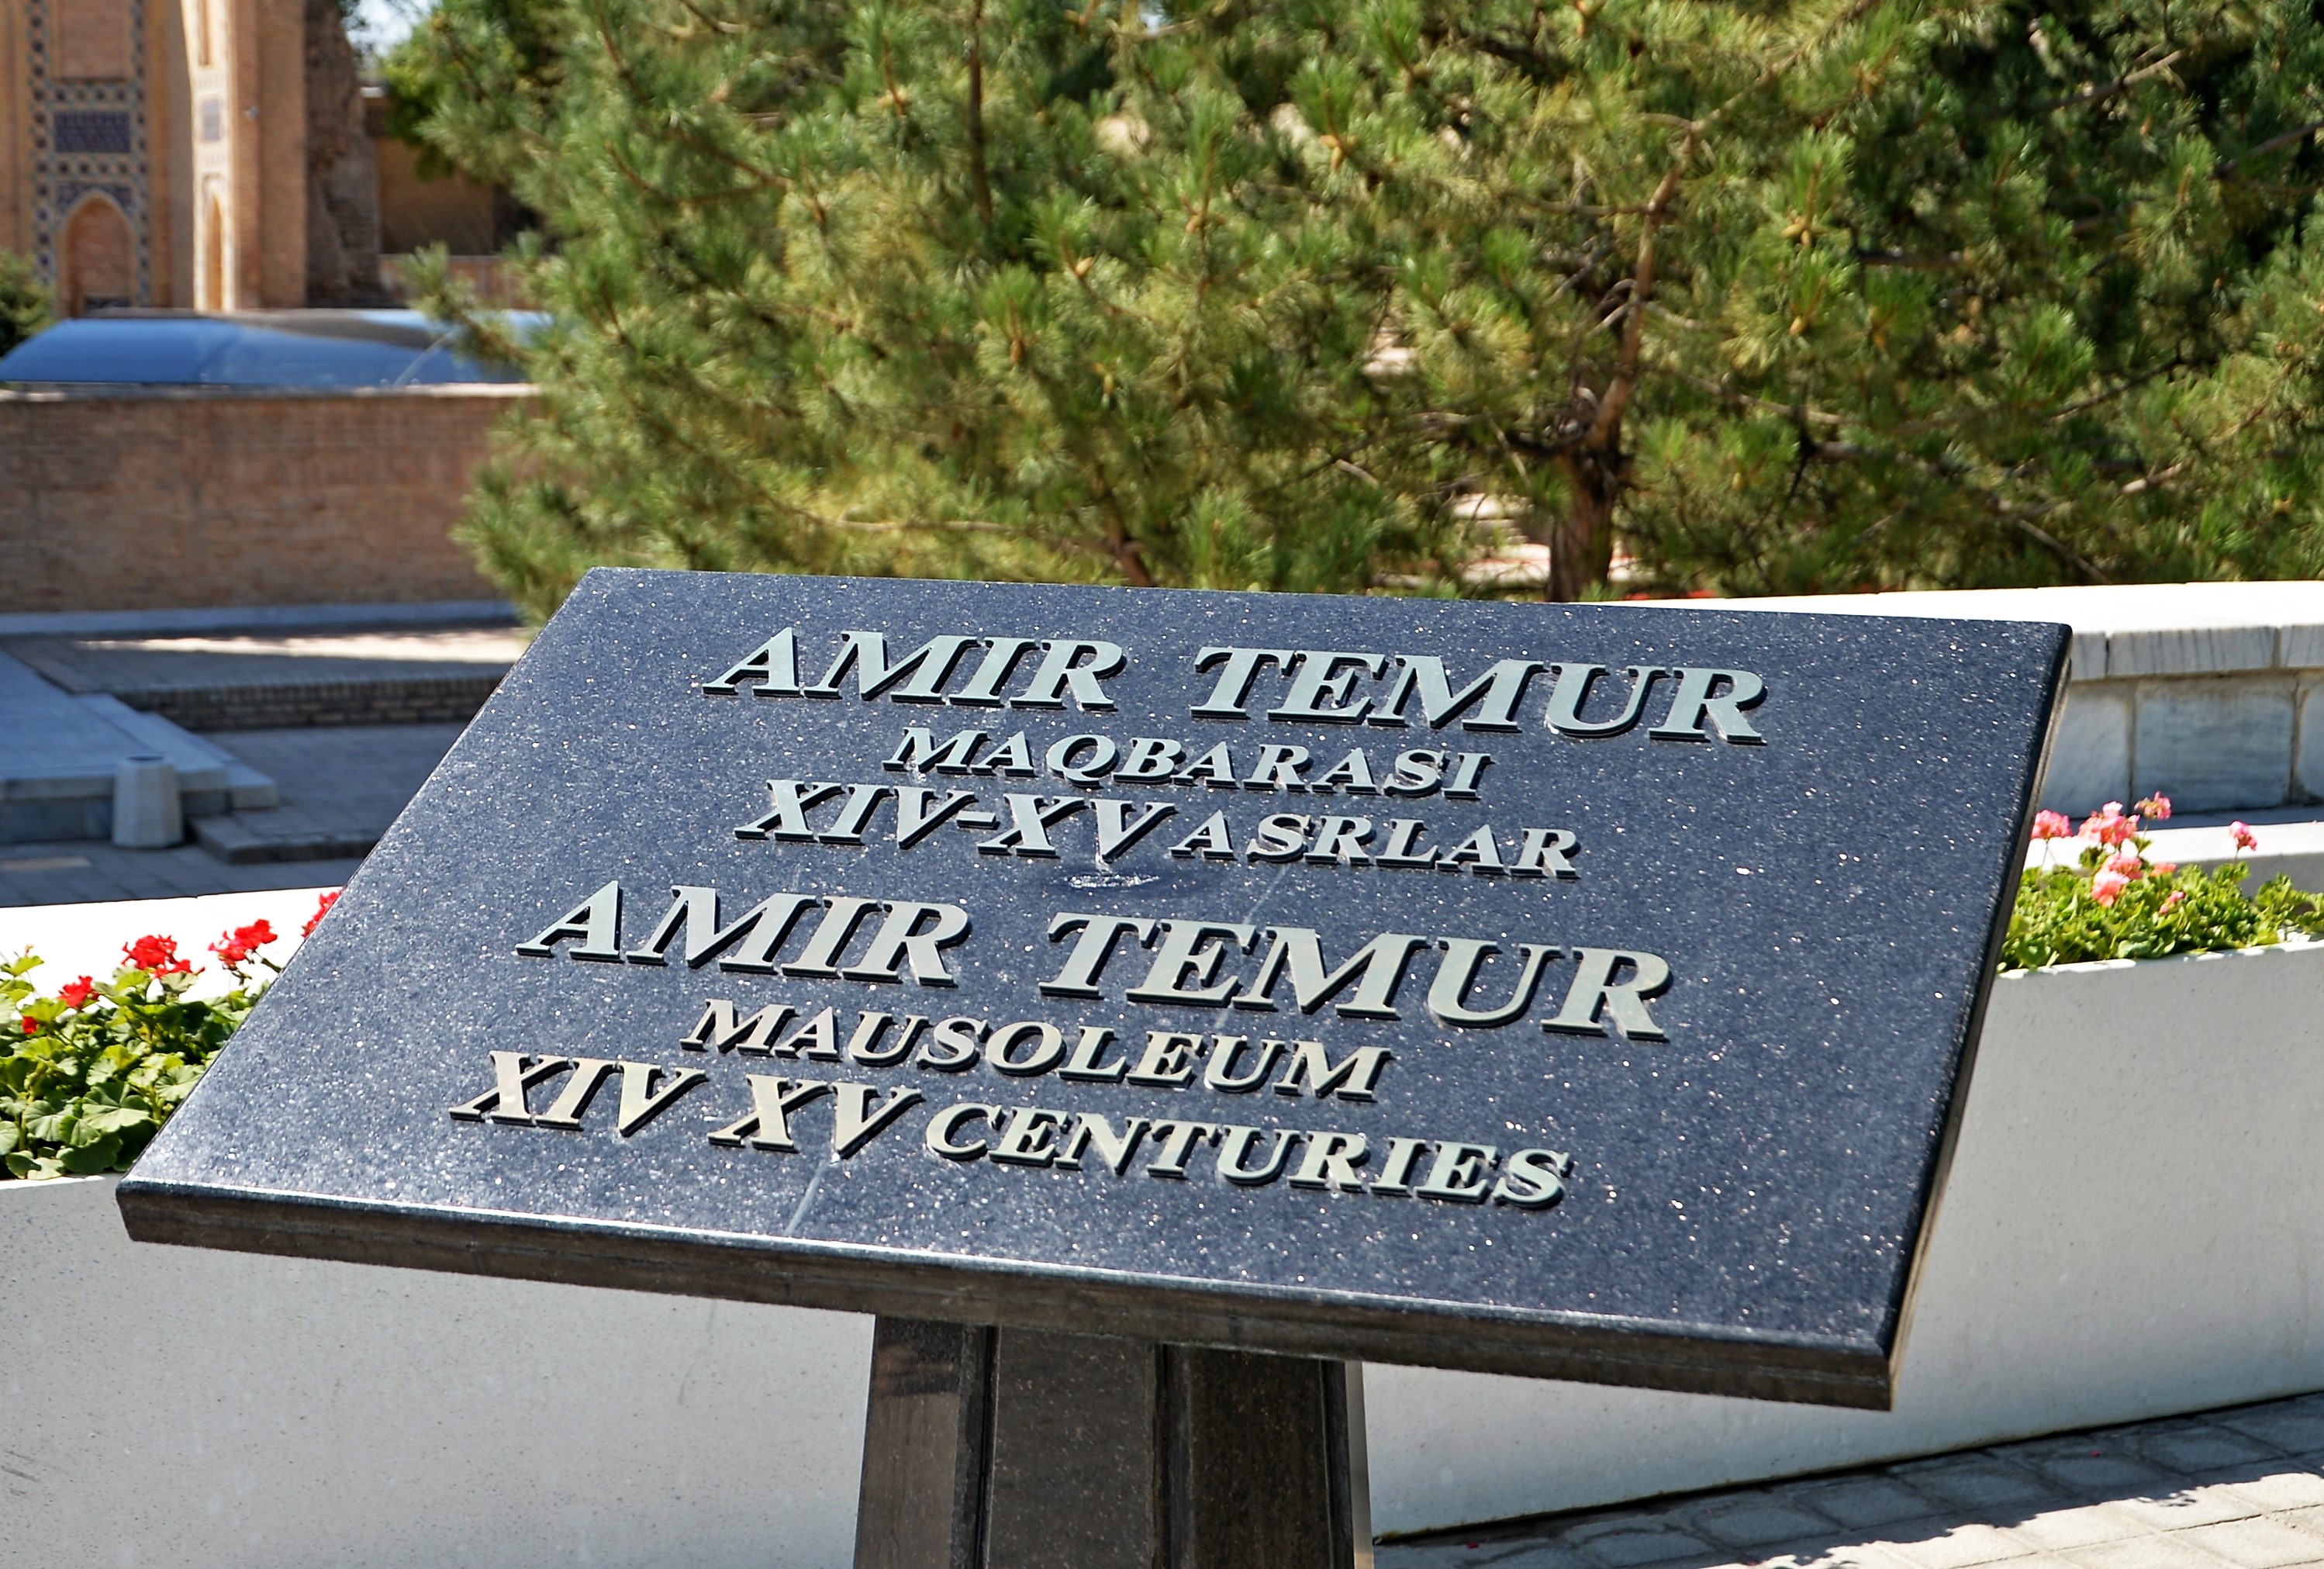 AMIR TEMUR
MAQBARASI
XIV-XV ASRLAR
AMIR TEMUR
MAUSOLEUM
XIV XV CENTURIES